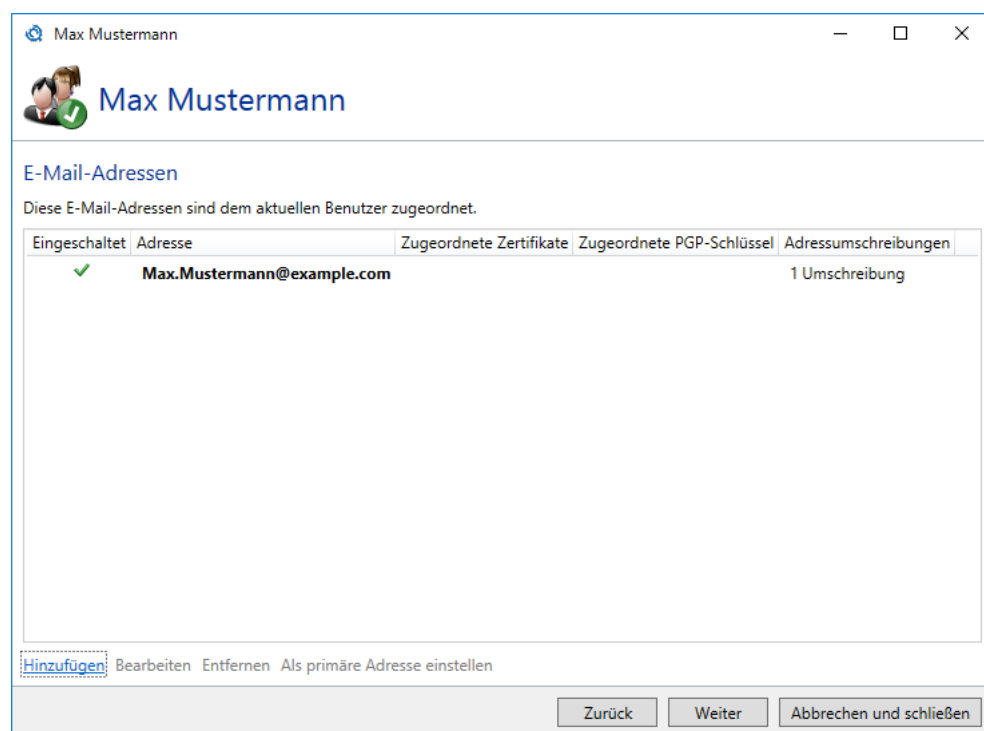 Max Mustermann
Max Mustermann
E-Mail-Adressen
Diese E-Mail-Adressen sind dem aktuellen Benutzer zugeordnet.
Eingeschaltet Adresse Zugeordnete Zertifikate Zugeordnete PGP-Schlüssel Adressumschreibungen
Max.Mustermann@example.com 1 Umschreibung
Hinzufügen Bearbeiten Entfernen Als primäre Adresse einstellen
Zurück Weiter Abbrechen und schließen